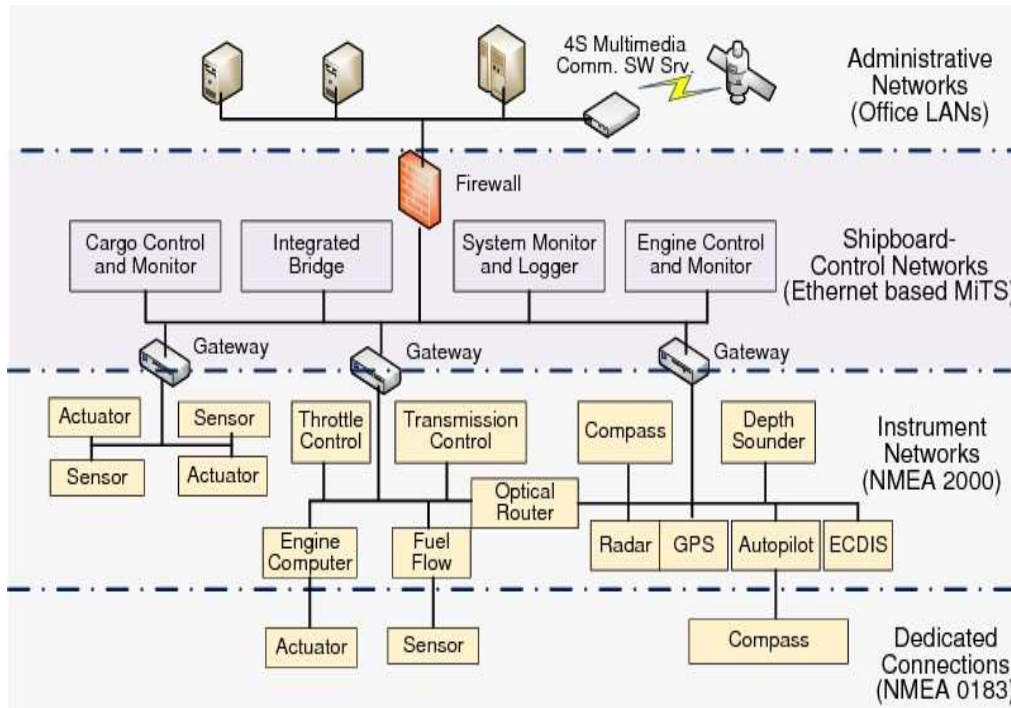 4S Multimedia
Comm. SW Srv.
Administrative
Networks
(Office LANs)
Firewall
Cargo Control
and Monitor
Integrated
Bridge
System Monitor
and Logger
Engine Control
and Monitor
Shipboard-
Control Networks
(Ethernet based MiTS)
Gateway
Gateway
Gateway
Actuator
Sensor
Sensor
Actuator
Throttle
Control
Transmission
Control
Compass
Depth
Sounder
Instrument
Networks
(NMEA 2000)
Optical
Router
Engine
Computer
Fuel
Flow
Radar
GPS
Autopilot
ECDIS
Actuator
Sensor
Compass
Dedicated
Connections
(NMEA 0183)